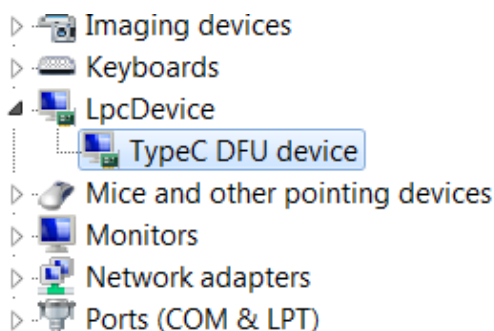 Imaging devices
Keyboards
LpcDevice
TypeC DFU device
Mice and other pointing devices
Monitors
Network adapters
Ports (COM & LPT)